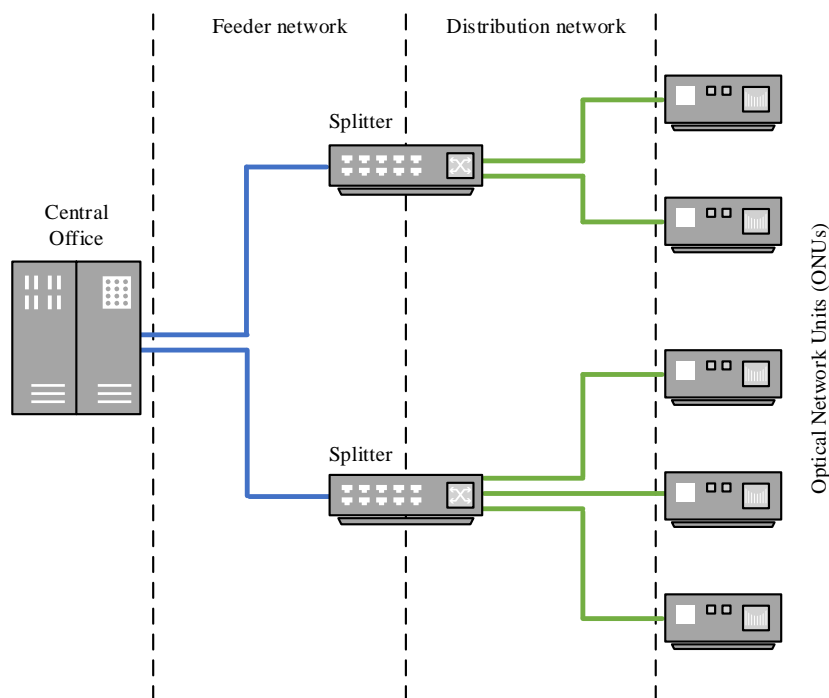 Feeder network
Distribution network
Splitter
Central
Office
Splitter
Optical Network Units (ONUs)